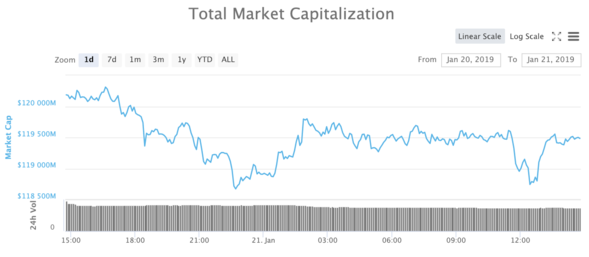 Total Market Capitalization
Linear Scale Log Scale
Zoom 1d 7d 1m 3m 1y YTD ALL From Jan 20, 2019 To Jan 21, 2019
Market Cap
$120 000M
$119 500M
$119 000M
$118 500M
24h Vol
0
15:00 18:00 21:00 21. Jan 03:00 06:00 09:00 12:00